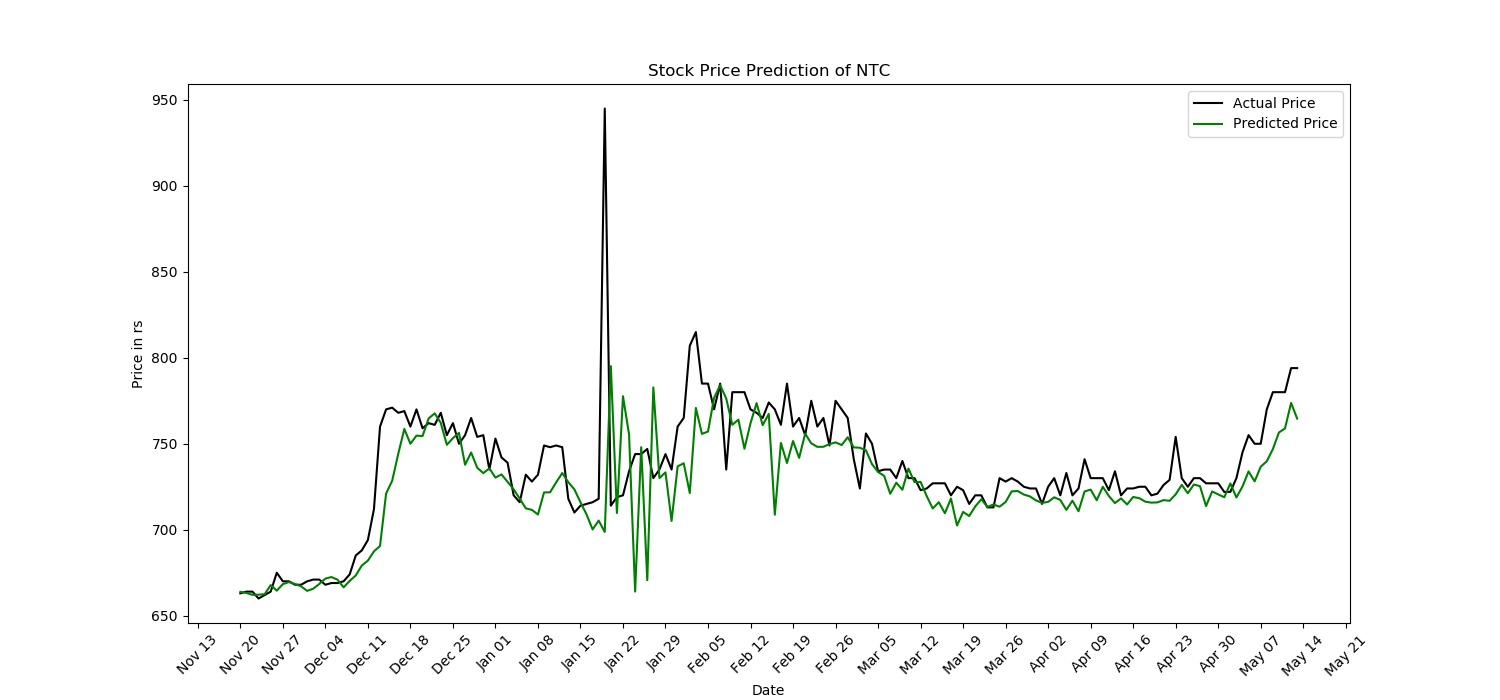 Stock Price Prediction of NTC
Actual Price
Predicted Price
950
900
850
800
750
700
650
Price in rs
Nov 13
Nov 20
Nov 27
Dec 04
Dec 11
Dec 18
Dec 25
Jan 01
Jan 08
Jan 15
Jan 22
Jan 29
Feb 05
Feb 12
Feb 19
Feb 26
Mar 05
Mar 12
Mar 19
Mar 26
Apr 02
Apr 09
Apr 16
Apr 23
Apr 30
May 07
May 14
May 21
Date